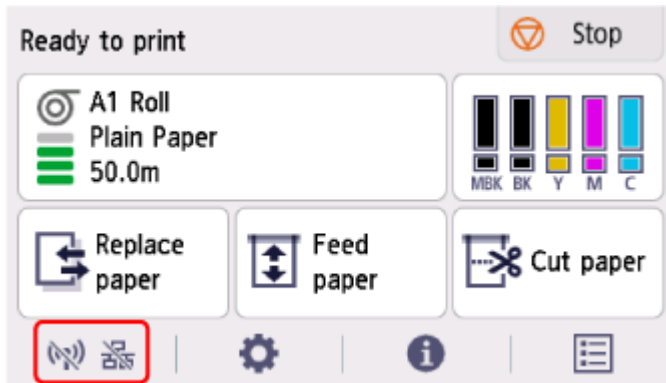 Ready to print
Stop
A1 Roll
Plain Paper
50.0m
MBK BK Y M C
Replace
paper
Feed
paper
Cut paper